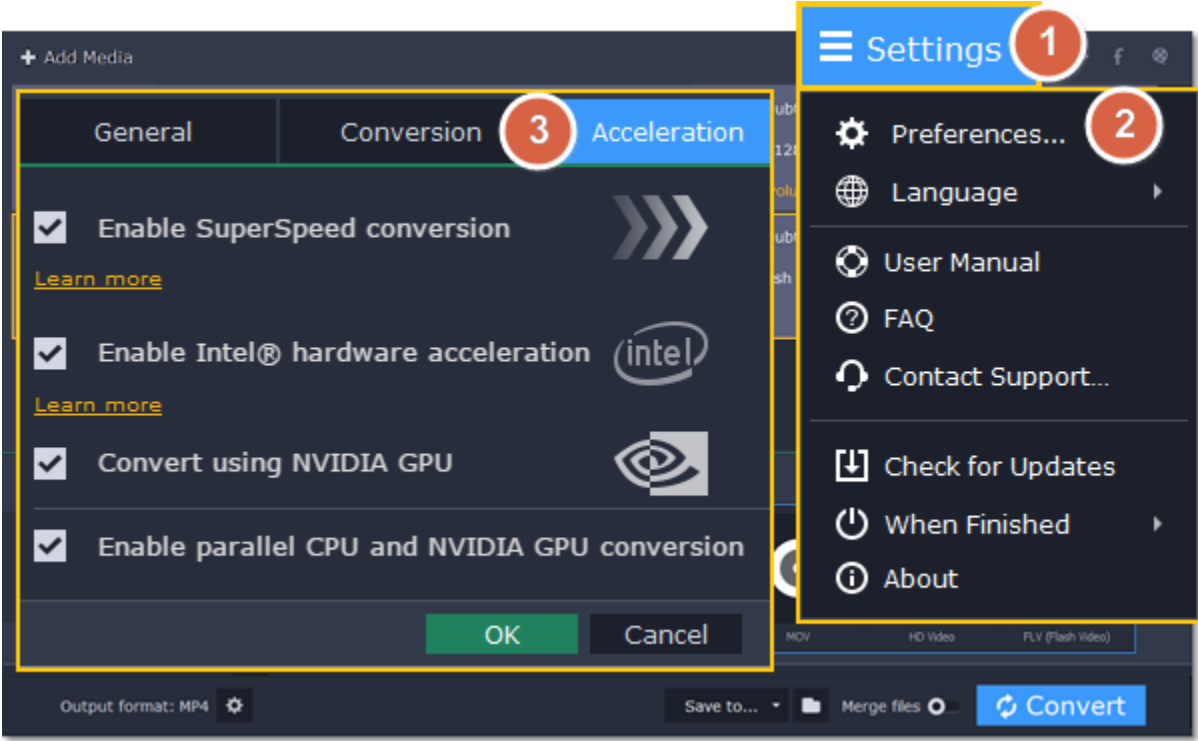 + Add Media
Settings
1
f
General
Conversion
3
Acceleration
Enable SuperSpeed conversion
Learn more
Enable Intel® hardware acceleration
intel
Learn more
Convert using NVIDIA GPU
Enable parallel CPU and NVIDIA GPU conversion
OK
Cancel
2
Preferences...
Language
User Manual
FAQ
Contact Support...
Check for Updates
When Finished
About
MOV
HD Video
FLV (Flash Video)
Output format: MP4
Save to...
Merge files
Convert